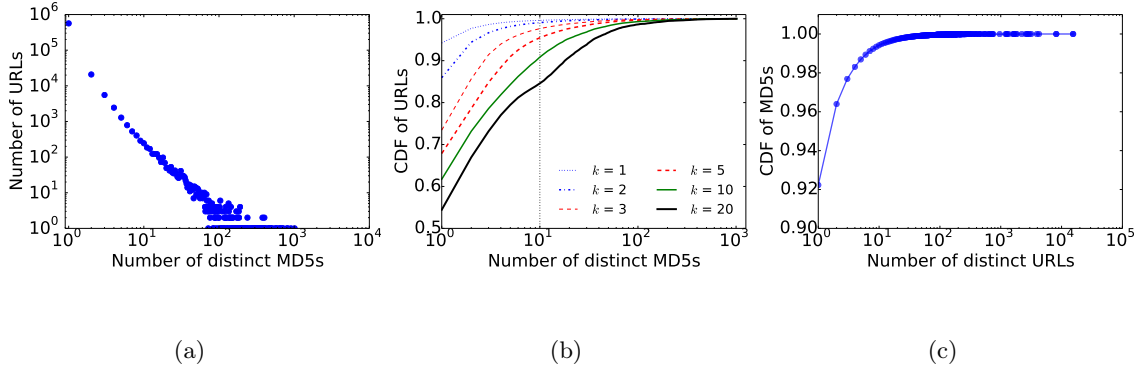 10^6
10^5
10^4
10^3
10^2
10^1
10^0
Number of URLs
10^0 10^1 10^2 10^3 10^4
Number of distinct MD5s
(a)
1.0
0.9
0.8
0.7
0.6
0.5
CDF of URLs
k = 1
k = 2
k = 3
k = 5
k = 10
k = 20
10^0 10^1 10^2 10^3
Number of distinct MD5s
(b)
1.00
0.98
0.96
0.94
0.92
0.90
CDF of MD5s
10^0 10^1 10^2 10^3 10^4 10^5
Number of distinct URLs
(c)